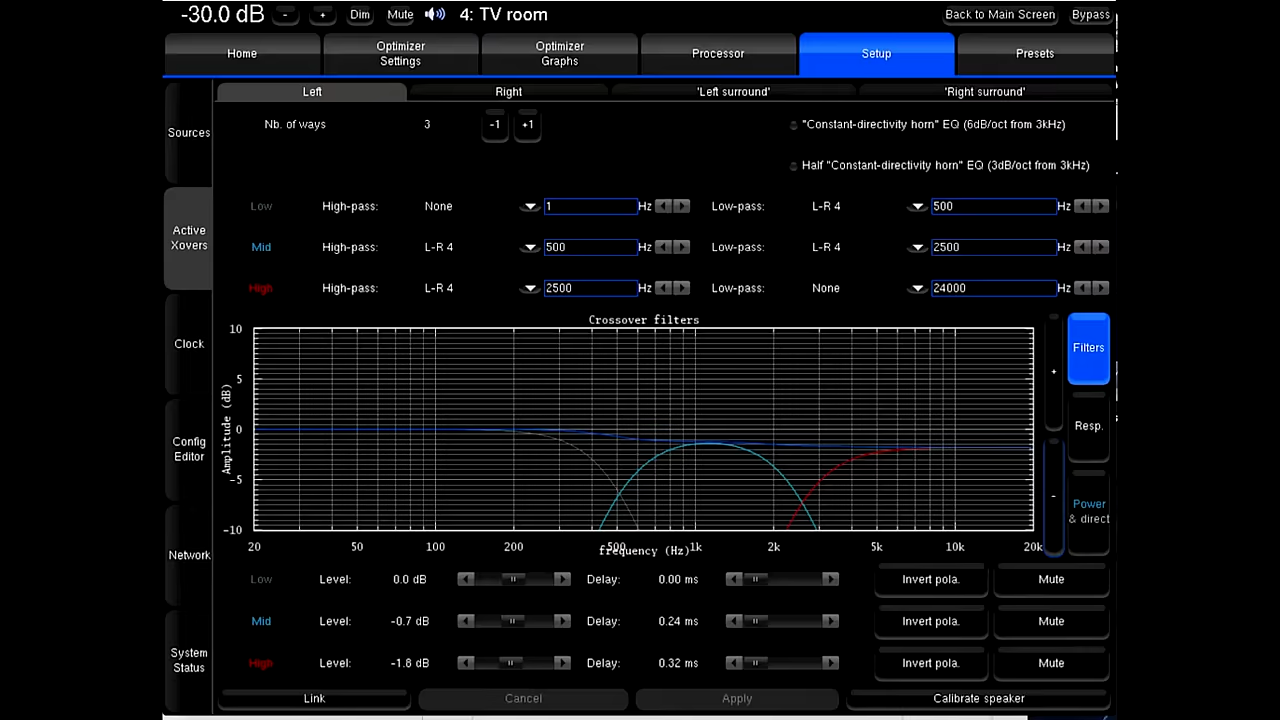 -30.0 dB - + Dim Mute 4: TV room Back to Main Screen Bypass
Home Optimizer Settings Optimizer Graphs Processor Setup Presets
Left Right 'Left surround' 'Right surround'
Sources
Active Xovers
Clock
Config Editor
Network
System Status
Nb. of ways 3 -1 +1 "Constant-directivity horn" EQ (6dB/oct from 3kHz)
Half "Constant-directivity horn" EQ (3dB/oct from 3kHz)
Low High-pass: None 1 Hz Low-pass: L-R 4 500 Hz
Mid High-pass: L-R 4 500 Hz Low-pass: L-R 4 2500 Hz
High High-pass: L-R 4 2500 Hz Low-pass: None 24000 Hz
Crossover filters
10
5
0
-5
-10
Amplitude (dB)
20 50 100 200 500 1k 2k 5k 10k 20k
frequency (Hz)
+
-
Filters
Resp.
Power
& direct
Low Level: 0.0 dB Delay: 0.00 ms Invert pola. Mute
Mid Level: -0.7 dB Delay: 0.24 ms Invert pola. Mute
High Level: -1.8 dB Delay: 0.32 ms Invert pola. Mute
Link Cancel Apply Calibrate speaker